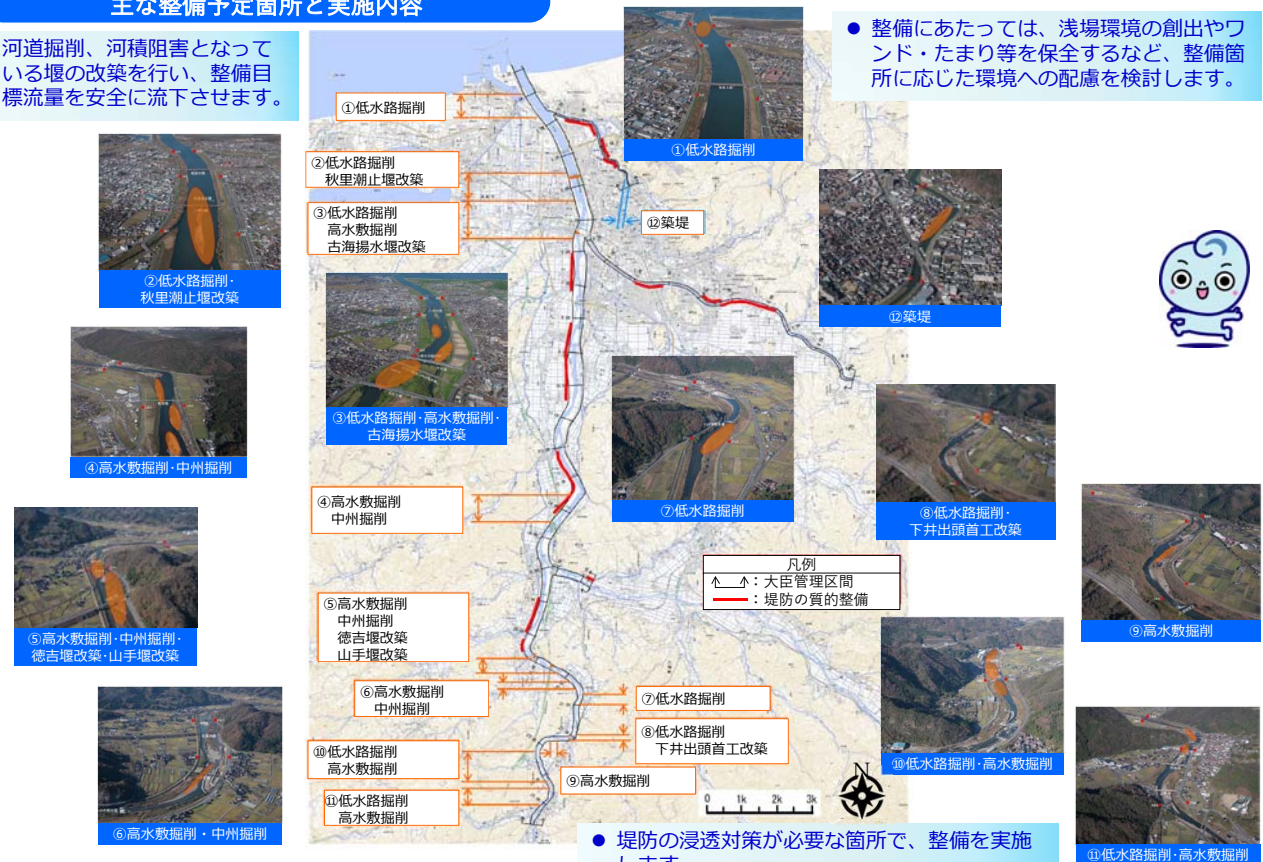 主な整備予定箇所と実施内容
河道掘削、河積阻害となって
いる堰の改築を行い、整備目
標流量を安全に流下させます。
● 整備にあたっては、浅場環境の創出やワ
ンド・たまり等を保全するなど、整備箇
所に応じた環境への配慮を検討します。
①低水路掘削
②低水路掘削
秋里潮止堰改築
③低水路掘削
高水敷掘削
古海揚水堰改築
①低水路掘削
⑫築堤
②低水路掘削・
秋里潮止堰改築
⑫築堤
③低水路掘削・高水敷掘削・
古海揚水堰改築
④高水敷掘削・中州掘削
④高水敷掘削
中州掘削
⑦低水路掘削
⑧低水路掘削・
下井出頭首工改築
凡例
:大臣管理区間
:堤防の質的整備
⑤高水敷掘削・中州掘削・
徳吉堰改築・山手堰改築
⑤高水敷掘削
中州掘削
徳吉堰改築
山手堰改築
⑨高水敷掘削
⑥高水敷掘削
中州掘削
⑦低水路掘削
⑧低水路掘削
下井出頭首工改築
⑩低水路掘削
高水敷掘削
⑨高水敷掘削
⑩低水路掘削・高水敷掘削
⑪低水路掘削
高水敷掘削
N
0 1k 2k 3k
⑥高水敷掘削・中州掘削
● 堤防の浸透対策が必要な箇所で、整備を実施
します
⑪低水路掘削・高水敷掘削